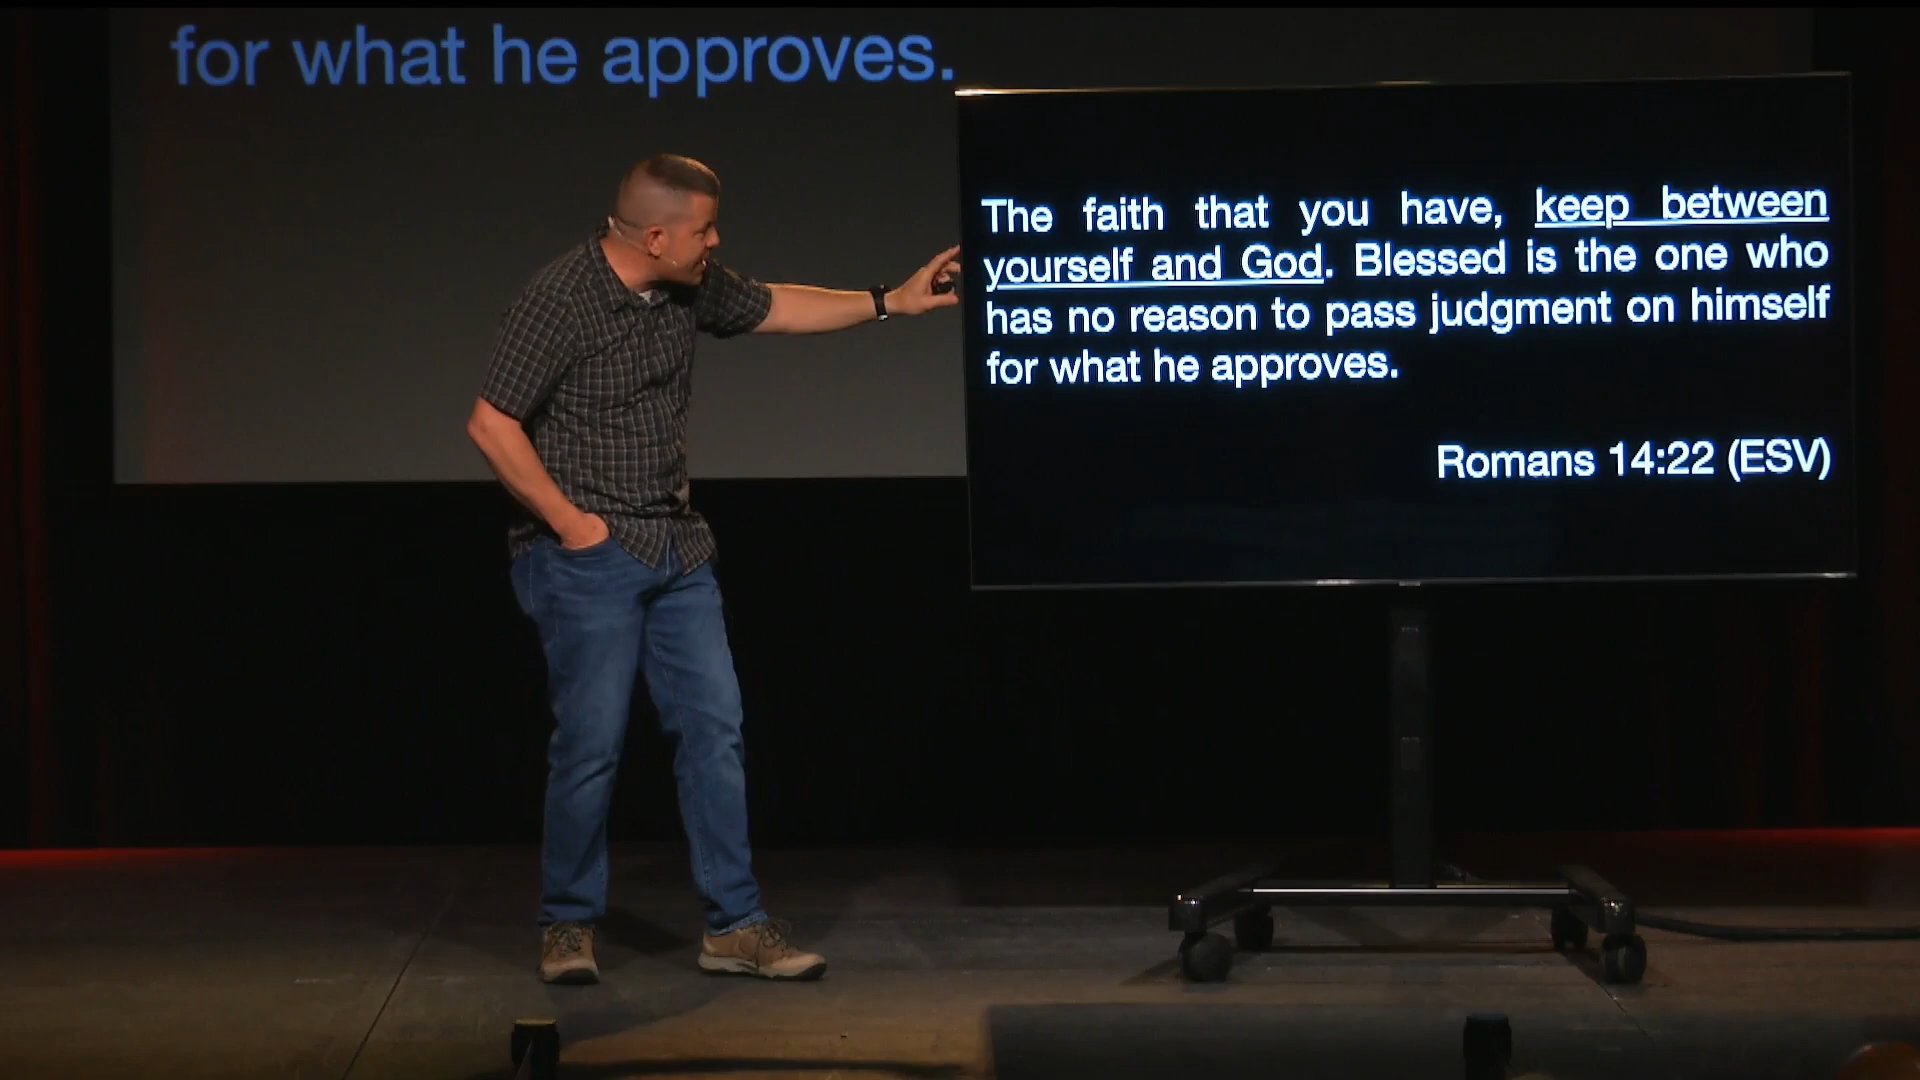 for what he approves.
The faith that you have, keep between
yourself and God. Blessed is the one who
has no reason to pass judgment on himself
for what he approves.
Romans 14:22 (ESV)